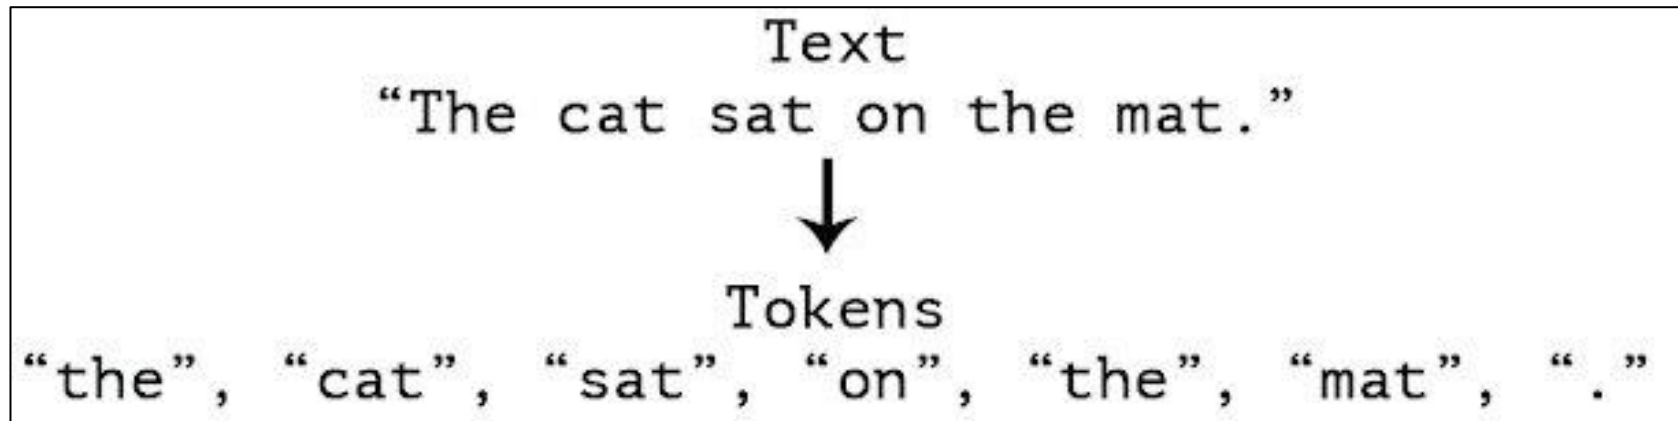 Text
“The cat sat on the mat.”
Tokens
“the”, “cat”, “sat”, “on”, “the”, “mat”, “.”